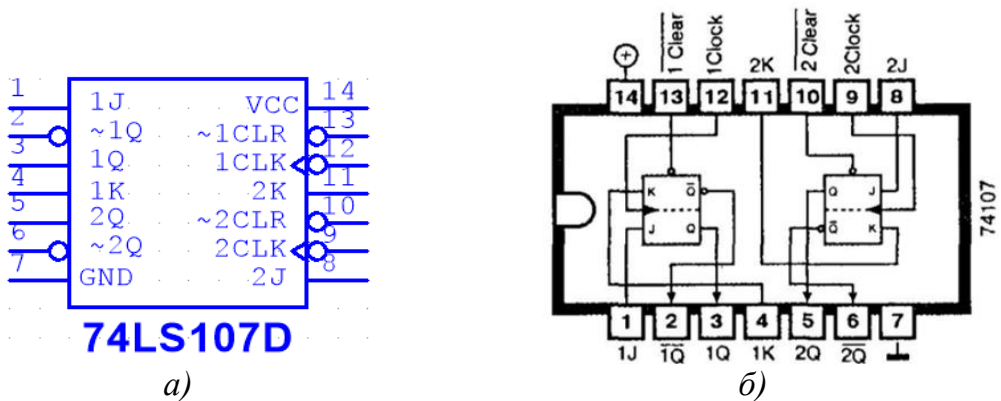 1 1J VCC 14
2 ~1Q ~1CLR 13
3 1Q 1CLK 12
4 1K 2K 11
5 2Q ~2CLR 10
6 ~2Q 2CLK 9
7 GND 2J 8
74LS107D
а)
+ 1 Clear 1Clock 2K 2 Clear 2Clock 2J
14 13 12 11 10 9 8
K Q̅ Q J
J Q Q̅ K
74107
1 2 3 4 5 6 7
1J 1Q̅ 1Q 1K 2Q 2Q̅
б)